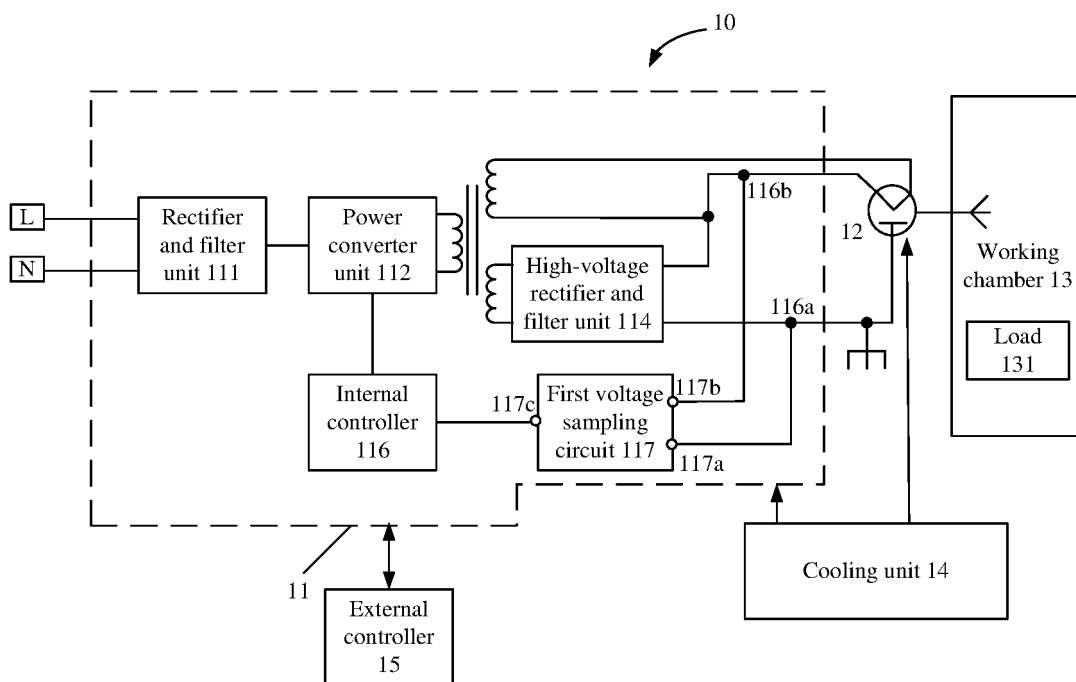 10
L
N
Rectifier
and filter
unit 111
Power
converter
unit 112
High-voltage
rectifier and
filter unit 114
116b
12
116a
Working
chamber 13
Load
131
Internal
controller
116
117c
First voltage
sampling
circuit 117
117b
117a
11
External
controller
15
Cooling unit 14